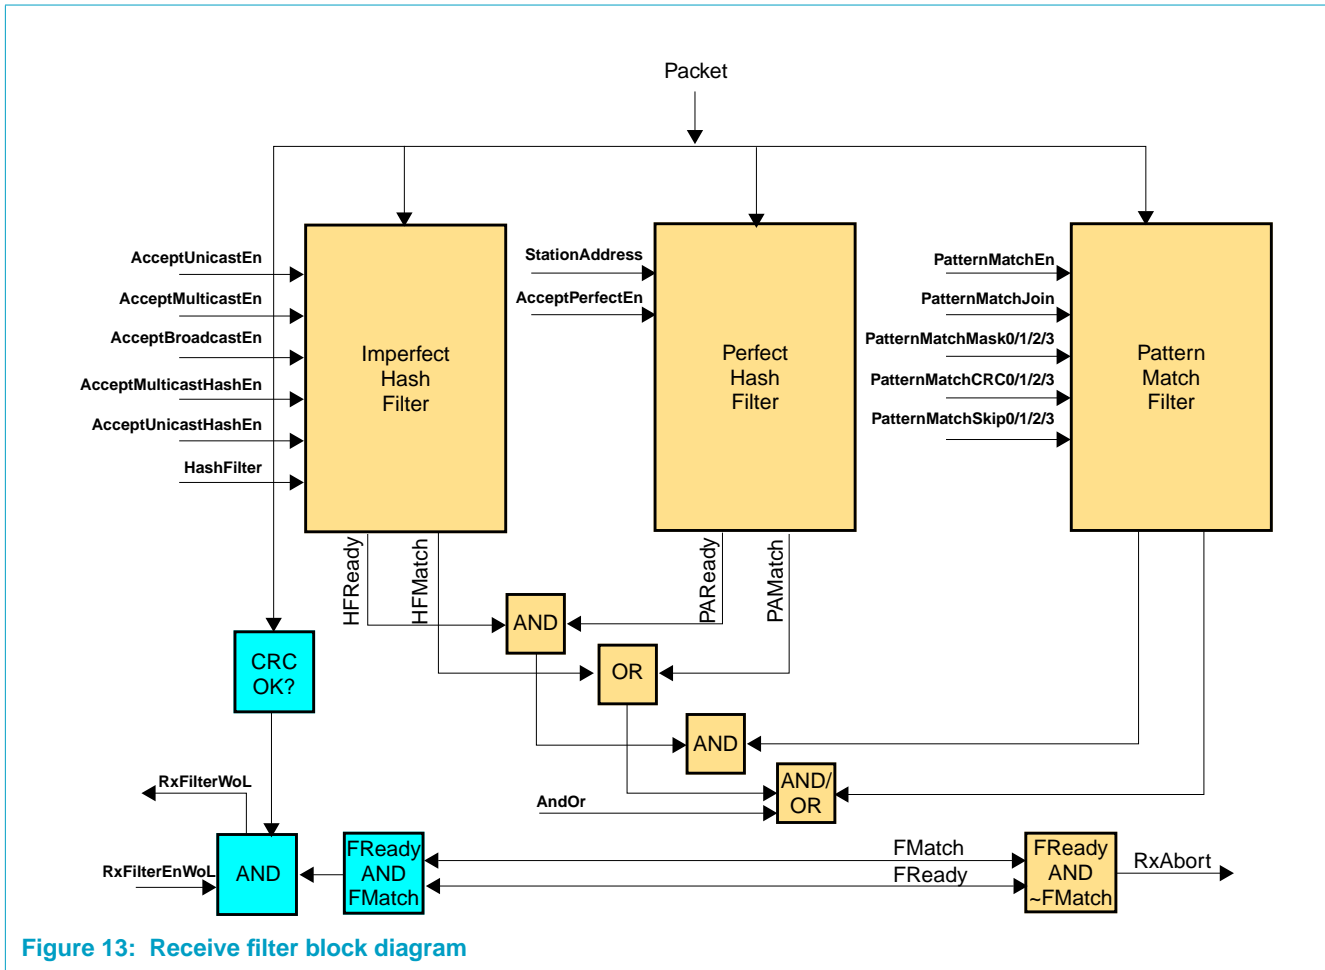 Packet
AcceptUnicastEn
AcceptMulticastEn
AcceptBroadcastEn
AcceptMulticastHashEn
AcceptUnicastHashEn
HashFilter
Imperfect
Hash
Filter
StationAddress
AcceptPerfectEn
Perfect
Hash
Filter
PatternMatchEn
PatternMatchJoin
PatternMatchMask0/1/2/3
PatternMatchCRC0/1/2/3
PatternMatchSkip0/1/2/3
Pattern
Match
Filter
HFReady
HFMatch
PAReady
PAMatch
AND
OR
AND
AND/
OR
AndOr
CRC
OK?
RxFilterWoL
RxFilterEnWoL
AND
FReady
AND
FMatch
FMatch
FReady
FReady
AND
~FMatch
RxAbort
Figure 13: Receive filter block diagram